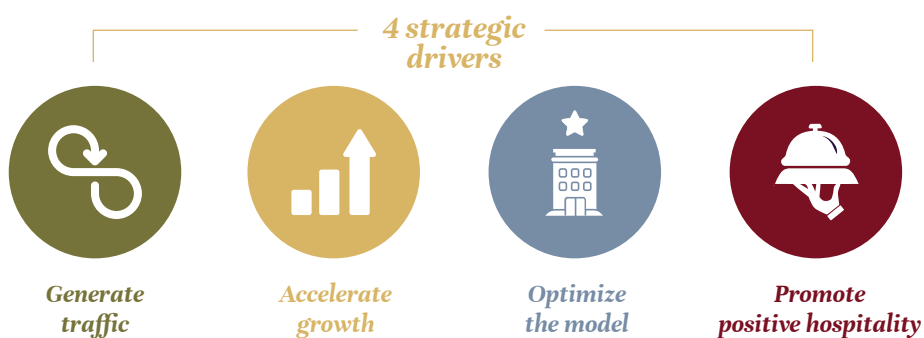 4 strategic
drivers
Generate
traffic
Accelerate
growth
Optimize
the model
Promote
positive hospitality